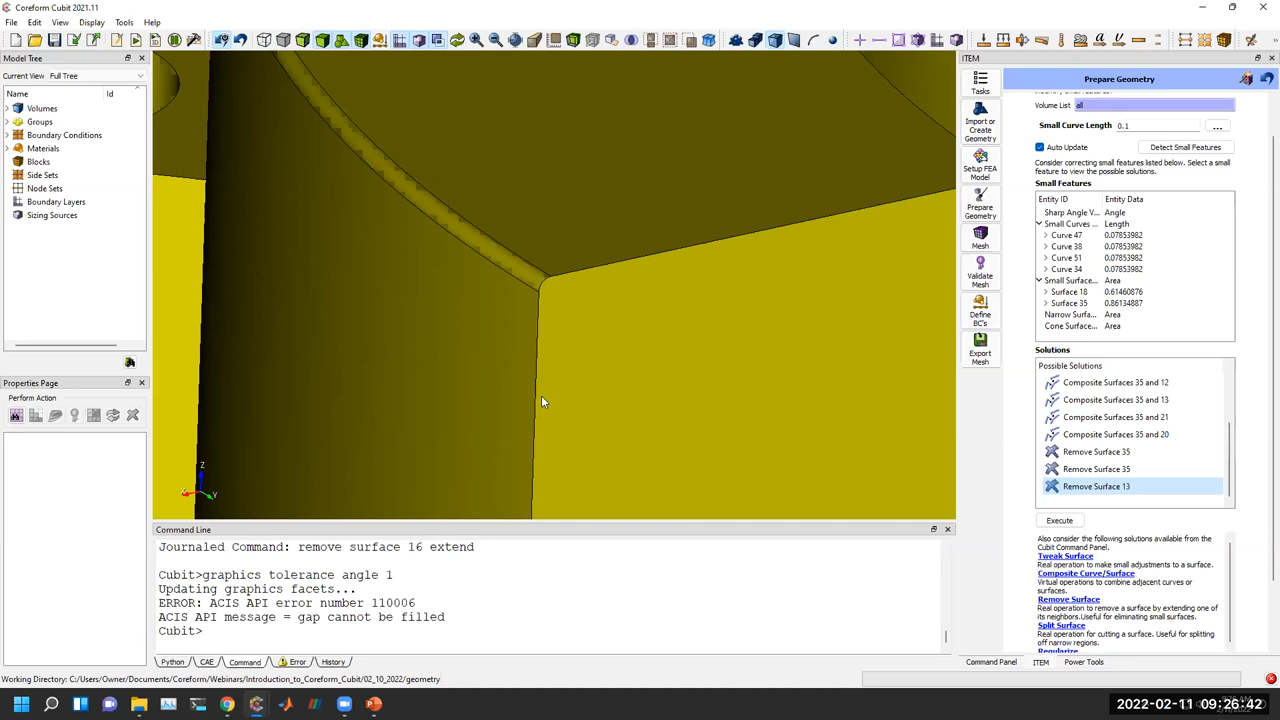 Coreform Cubit 2021.11
File Edit View Display Tools Help
Model Tree
Current View Full Tree
Name Id
Volumes
Groups
Boundary Conditions
Materials
Blocks
Side Sets
Node Sets
Boundary Layers
Sizing Sources
Properties Page
Perform Action
Z
Y
Command Line
Journaled Command: remove surface 16 extend
Cubit>graphics tolerance angle 1
Updating graphics facets...
ERROR: ACIS API error number 110006
ACIS API message = gap cannot be filled
Cubit>
Python CAE Command Error History
Working Directory: C:/Users/Owner/Documents/Coreform/Webinars/Introduction_to_Coreform_Cubit/02_10_2022/geometry
ITEM
Tasks
Import or
Create
Geometry
Setup FEA
Model
Prepare
Geometry
Mesh
Validate
Mesh
Define
BC's
Export
Mesh
Prepare Geometry
Volume List all
Small Curve Length 0.1 ...
Auto Update Detect Small Features
Consider correcting small features listed below. Select a small
feature to view the possible solutions.
Small Features
Entity ID Entity Data
Sharp Angle V... Angle
Small Curves ... Length
Curve 47 0.07853982
Curve 38 0.07853982
Curve 51 0.07853982
Curve 34 0.07853982
Small Surface... Area
Surface 18 0.61460876
Surface 35 0.86134887
Narrow Surfa... Area
Cone Surface... Area
Solutions
Possible Solutions
Composite Surfaces 35 and 12
Composite Surfaces 35 and 13
Composite Surfaces 35 and 21
Composite Surfaces 35 and 20
Remove Surface 35
Remove Surface 35
Remove Surface 13
Execute
Also consider the following solutions available from the
Cubit Command Panel.
Tweak Surface
Real operation to make small adjustments to a surface.
Composite Curve/Surface
Virtual operations to combine adjacent curves or
surfaces.
Remove Surface
Real operation to remove a surface by extending one of
its neighbors. Useful for eliminating small surfaces.
Split Surface
Real operation for cutting a surface. Useful for splitting
off narrow regions.
Regularize
Command Panel ITEM Power Tools
2022-02-11 09:26:42